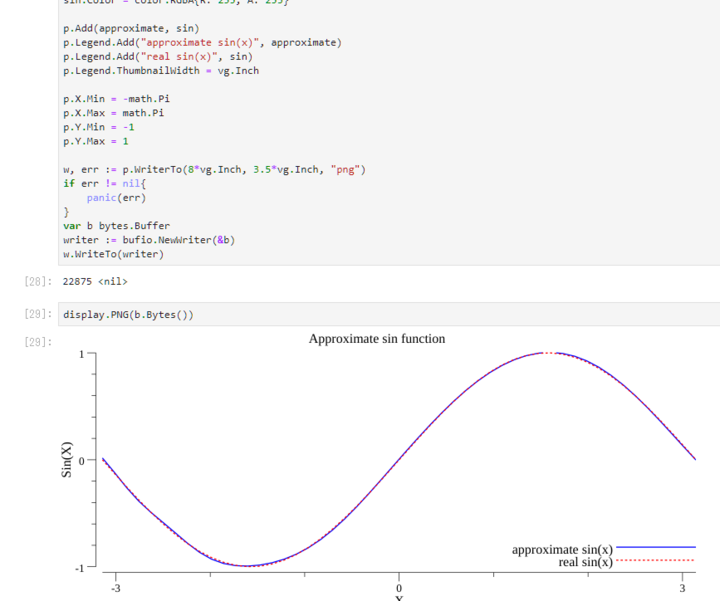 sin.Color = color.RGBA{R: 255, A: 255}
p.Add(approximate, sin)
p.Legend.Add("approximate sin(x)", approximate)
p.Legend.Add("real sin(x)", sin)
p.Legend.ThumbnailWidth = vg.Inch
p.X.Min = -math.Pi
p.X.Max = math.Pi
p.Y.Min = -1
p.Y.Max = 1
w, err := p.WriterTo(8*vg.Inch, 3.5*vg.Inch, "png")
if err != nil{
    panic(err)
}
var b bytes.Buffer
writer := bufio.NewWriter(&b)
w.WriteTo(writer)
[28]: 22875 <nil>
[29]: display.PNG(b.Bytes())
[29]:
Approximate sin function
1
Sin(X)
0
-1
approximate sin(x)
real sin(x)
-3 0 3
X